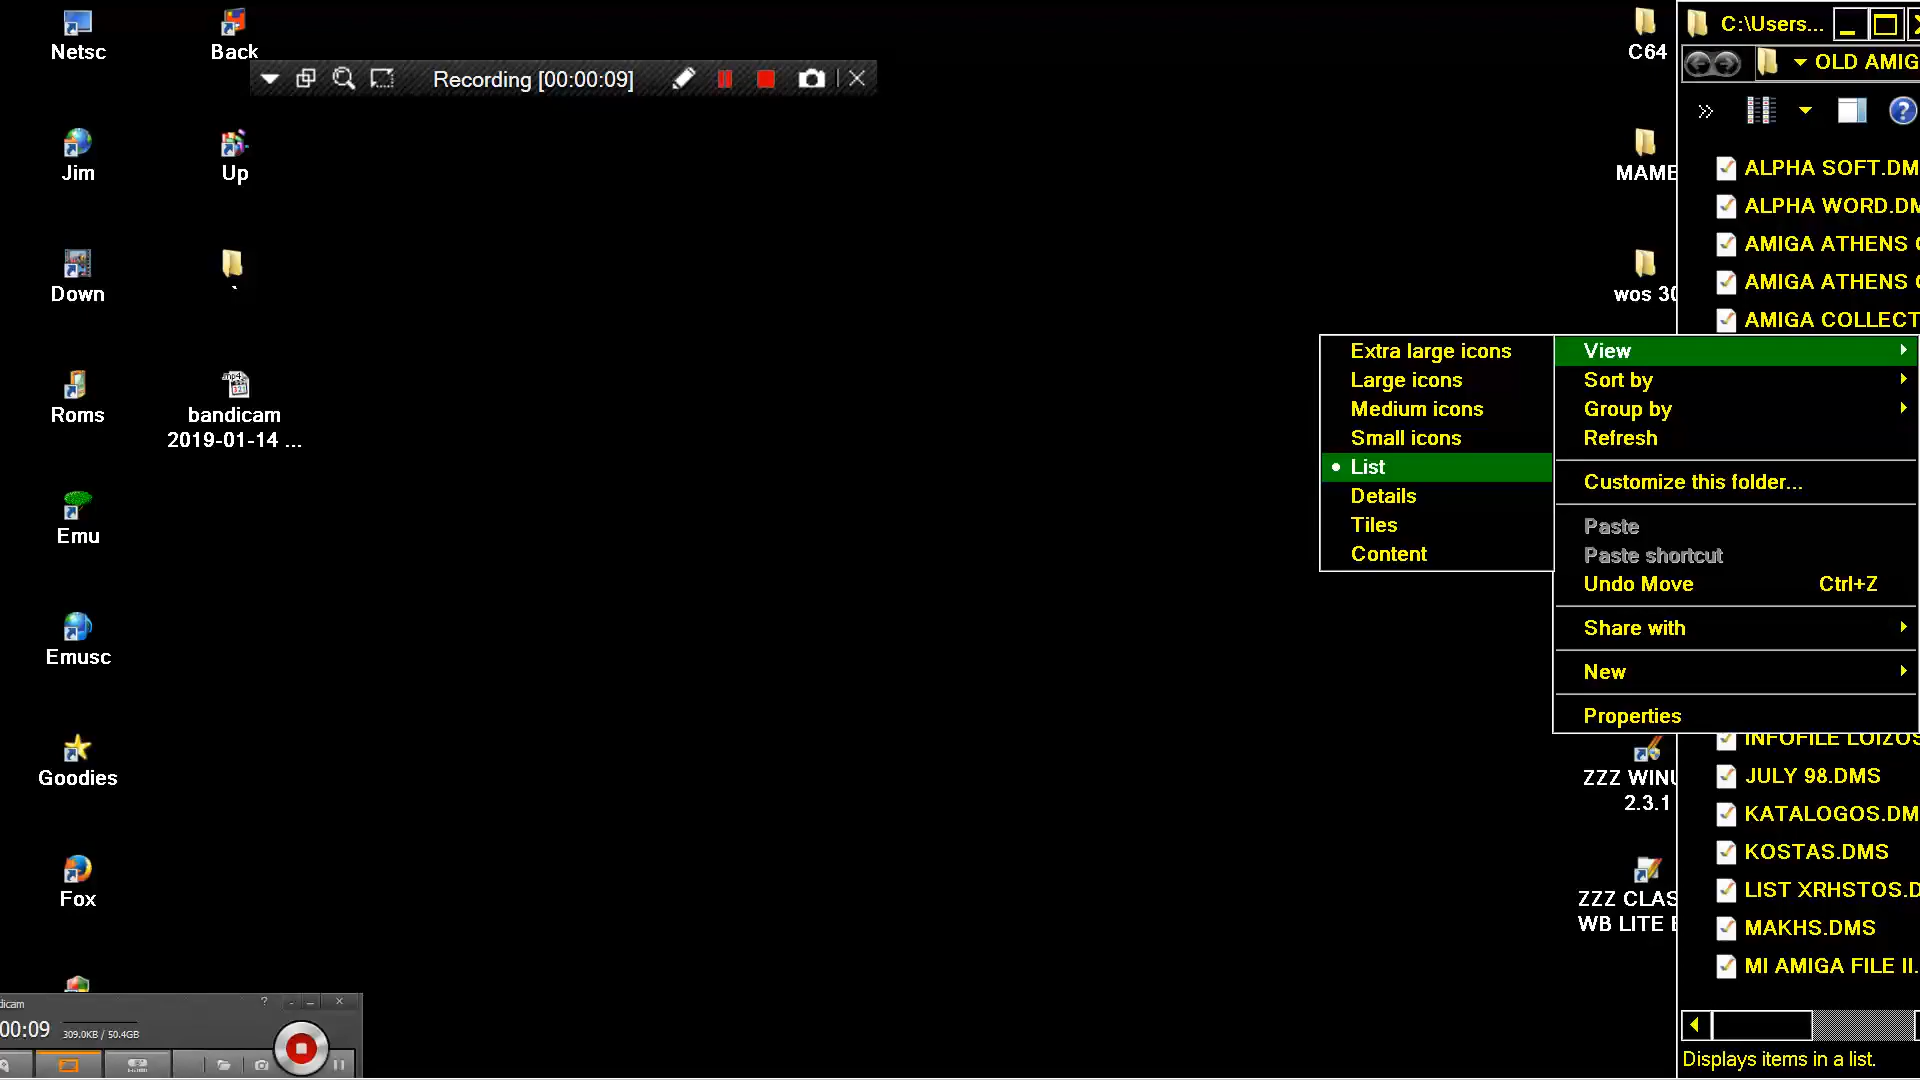 Netsc
Back
Recording [00:00:09]
C64
C:\Users...
OLD AMIG
Jim
Up
MAME
ALPHA SOFT.DM
ALPHA WORD.DM
AMIGA ATHENS
AMIGA ATHENS
AMIGA COLLECT
Down
`
wos 30
Extra large icons
Large icons
Medium icons
Small icons
List
Details
Tiles
Content
View
Sort by
Group by
Refresh
Customize this folder...
Paste
Paste shortcut
Undo Move Ctrl+Z
Share with
New
Properties
Roms
bandicam
2019-01-14 ...
Emu
Emusc
Goodies
Fox
ZZZ WINU
2.3.1
ZZZ CLAS
WB LITE
INFOFILE LOIZOS
JULY 98.DMS
KATALOGOS.DM
KOSTAS.DMS
LIST XRHSTOS.D
MAKHS.DMS
MI AMIGA FILE II.
Displays items in a list.
dicam
00:09
309.0KB / 50.4GB